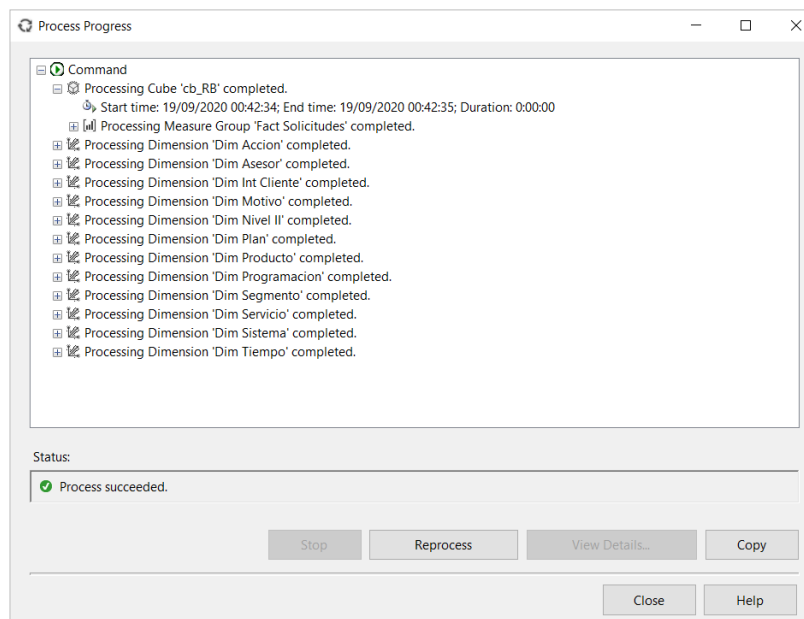 Process Progress
Command
Processing Cube 'cb_RB' completed.
Start time: 19/09/2020 00:42:34; End time: 19/09/2020 00:42:35; Duration: 0:00:00
Processing Measure Group 'Fact Solicitudes' completed.
Processing Dimension 'Dim Accion' completed.
Processing Dimension 'Dim Asesor' completed.
Processing Dimension 'Dim Int Cliente' completed.
Processing Dimension 'Dim Motivo' completed.
Processing Dimension 'Dim Nivel II' completed.
Processing Dimension 'Dim Plan' completed.
Processing Dimension 'Dim Producto' completed.
Processing Dimension 'Dim Programacion' completed.
Processing Dimension 'Dim Segmento' completed.
Processing Dimension 'Dim Servicio' completed.
Processing Dimension 'Dim Sistema' completed.
Processing Dimension 'Dim Tiempo' completed.
Status:
Process succeeded.
Stop Reprocess View Details... Copy
Close Help